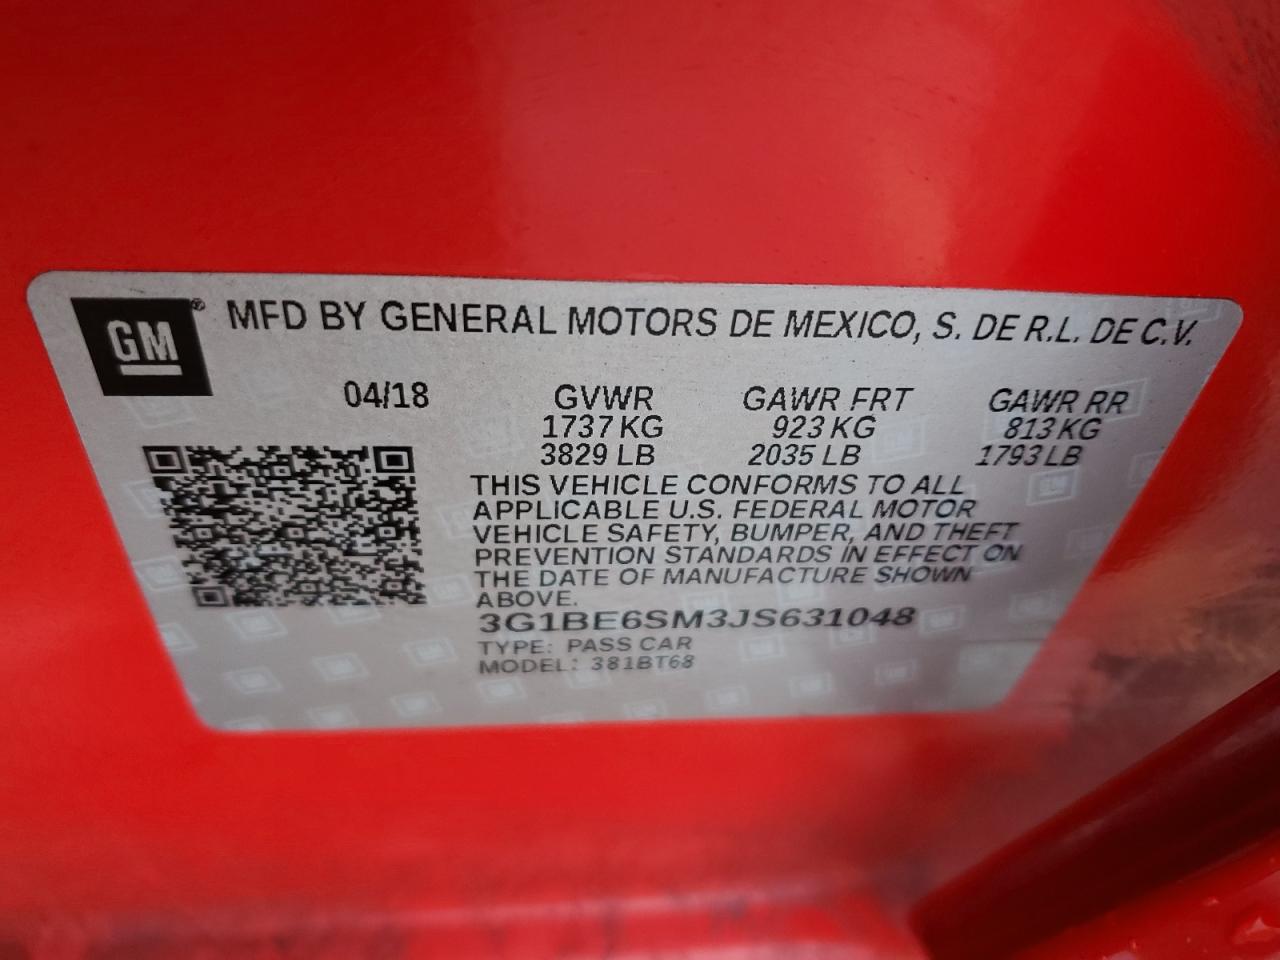 GM® MFD BY GENERAL MOTORS DE MEXICO, S. DE R.L. DE C.V.
04/18 GVWR GAWR FRT GAWR RR
1737 KG 923 KG 813 KG
3829 LB 2035 LB 1793 LB
THIS VEHICLE CONFORMS TO ALL
APPLICABLE U.S. FEDERAL MOTOR
VEHICLE SAFETY, BUMPER, AND THEFT
PREVENTION STANDARDS IN EFFECT ON
THE DATE OF MANUFACTURE SHOWN
ABOVE.
3G1BE6SM3JS631048
TYPE: PASS CAR
MODEL: 381BT68